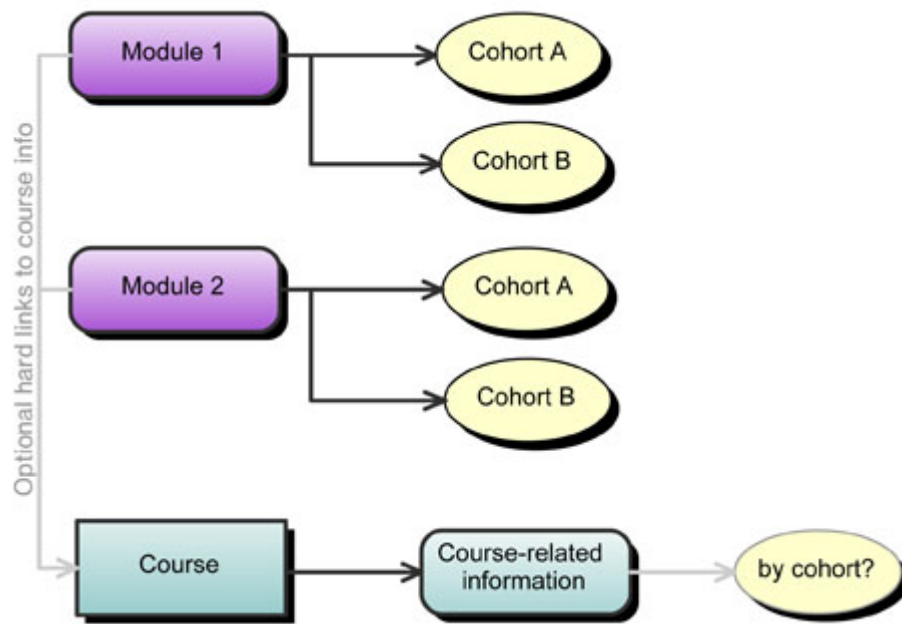 Module 1
Cohort A
Cohort B
Module 2
Cohort A
Cohort B
Optional hard links to course info
Course
Course-related
information
by cohort?